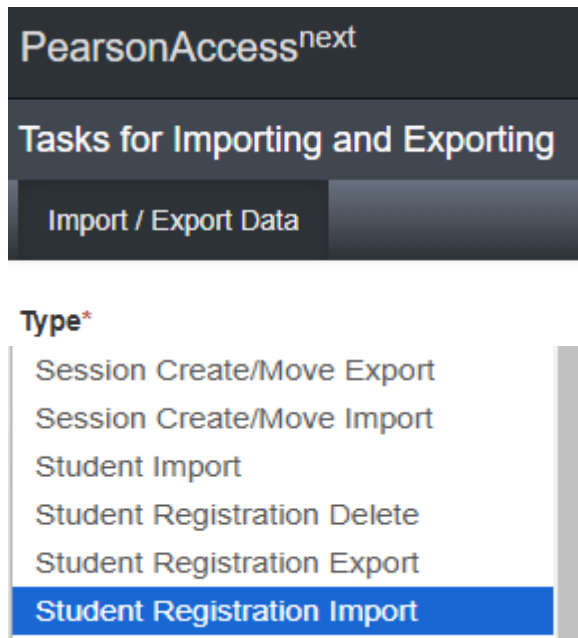 PearsonAccessnext
Tasks for Importing and Exporting
Import / Export Data
Type*
Session Create/Move Export
Session Create/Move Import
Student Import
Student Registration Delete
Student Registration Export
Student Registration Import